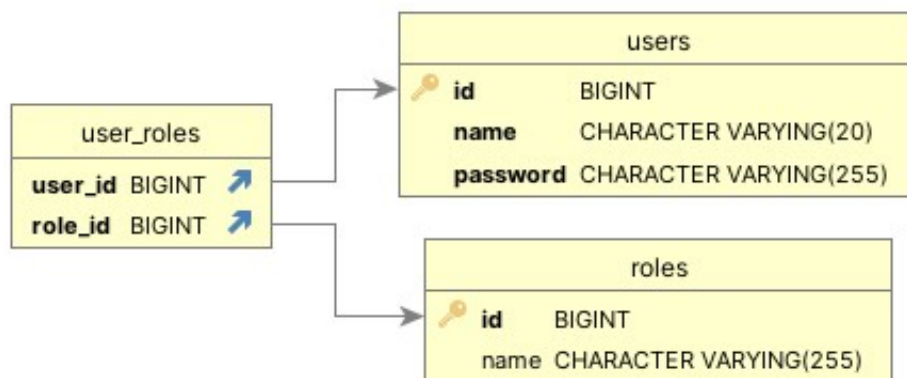 users
id BIGINT
name CHARACTER VARYING(20)
password CHARACTER VARYING(255)
user_roles
user_id BIGINT
role_id BIGINT
roles
id BIGINT
name CHARACTER VARYING(255)